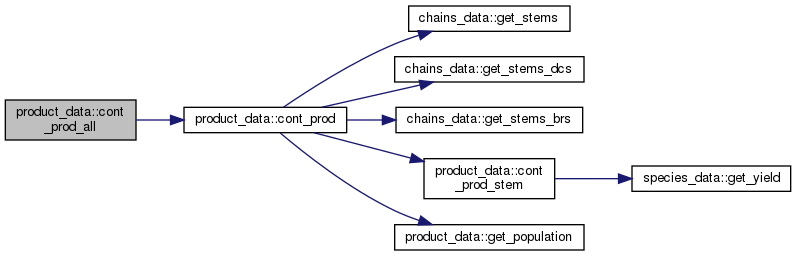 product_data::cont
_prod_all
product_data::cont_prod
chains_data::get_stems
chains_data::get_stems_dcs
chains_data::get_stems_brs
product_data::cont
_prod_stem
species_data::get_yield
product_data::get_population